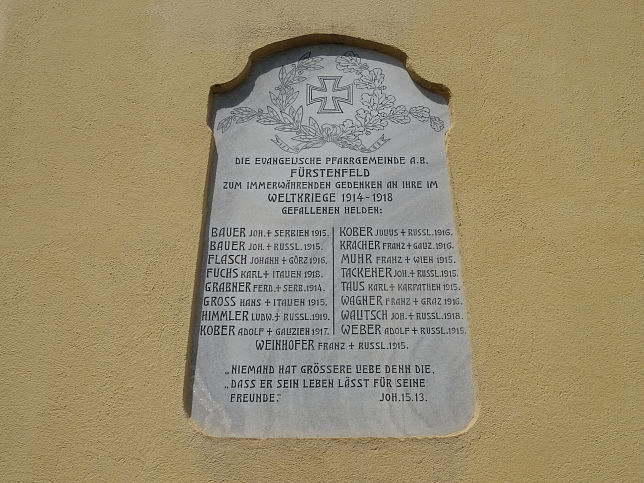 DIE EVANGELISCHE PFARRGEMEINDE A.B.
FÜRSTENFELD
ZUM IMMERWÄHRENDEN GEDENKEN AN IHRE IM
WELTKRIEGE 1914-1918
GEFALLENEN HELDEN:
BAUER JOH. + SERBIEN 1915.
BAUER JOH. + RUSSL. 1915.
FLASCH JOHANN + GÖRZ 1916.
FUCHS KARL + ITALIEN 1918.
GRABNER FERD. + SERB. 1914.
GROSS HANS + ITALIEN 1915.
HIMMLER LUDW. + RUSSL. 1919.
KOBER ADOLF + GALIZIEN 1917.
KOBER JULIUS + RUSSL. 1916.
KRACHER FRANZ + GALIZ. 1916.
MUHR FRANZ + WIEN 1915.
TACKENER JOH. + RUSSL. 1915.
TAUS KARL + KARPATHEN 1915.
WAGNER FRANZ + GRAZ 1916.
WALITSCH JOH. + RUSSL. 1918.
WEBER ADOLF + RUSSL. 1915.
WEINHOFER FRANZ + RUSSL. 1915.
„NIEMAND HAT GRÖSSERE LIEBE DENN DIE,
„DASS ER SEIN LEBEN LÄSST FÜR SEINE
FREUNDE." JOH. 15.13.